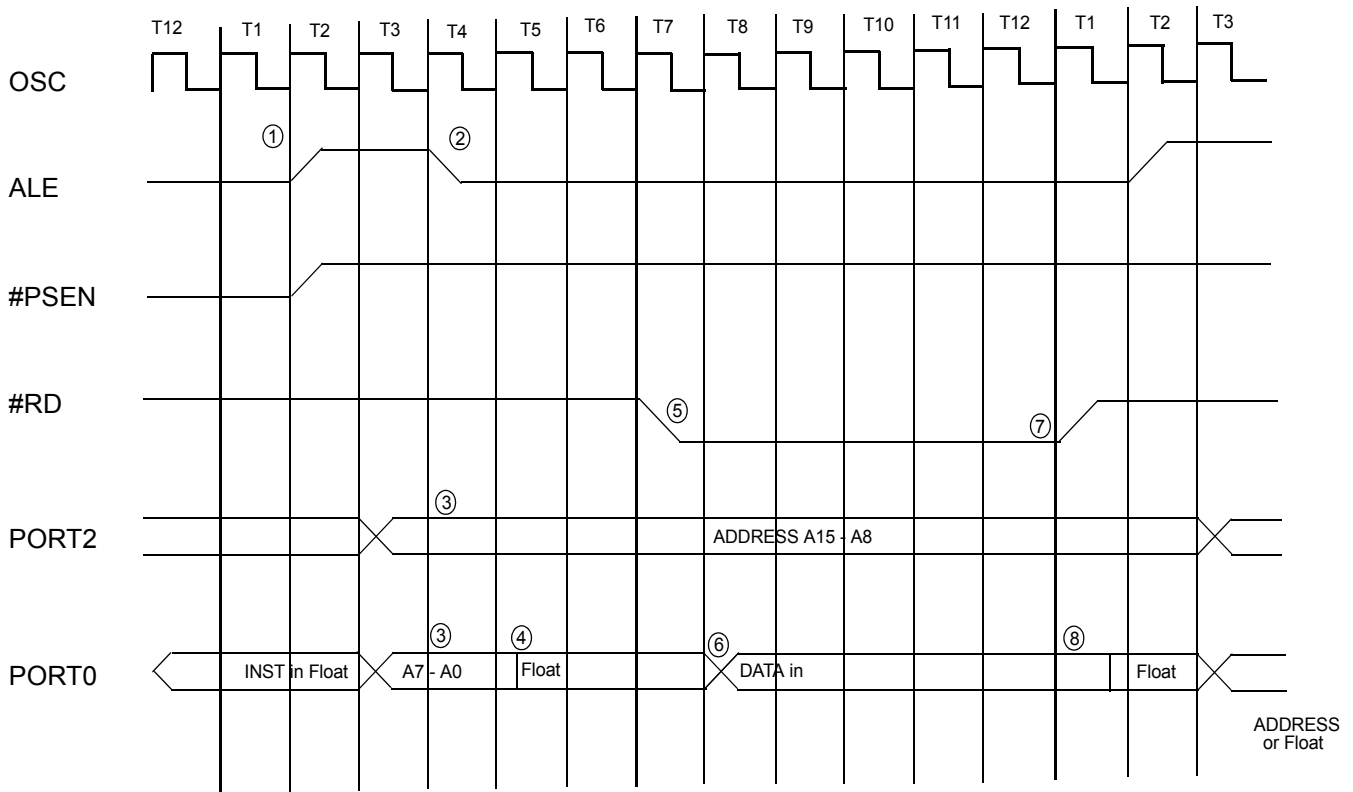 T12 T1 T2 T3 T4 T5 T6 T7 T8 T9 T10 T11 T12 T1 T2 T3
OSC
① ②
ALE
#PSEN
#RD
⑤ ⑦
③
PORT2 ADDRESS A15 - A8
③ ④ ⑥ ⑧
PORT0 INST in Float A7 - A0 Float DATA in Float
ADDRESS
or Float